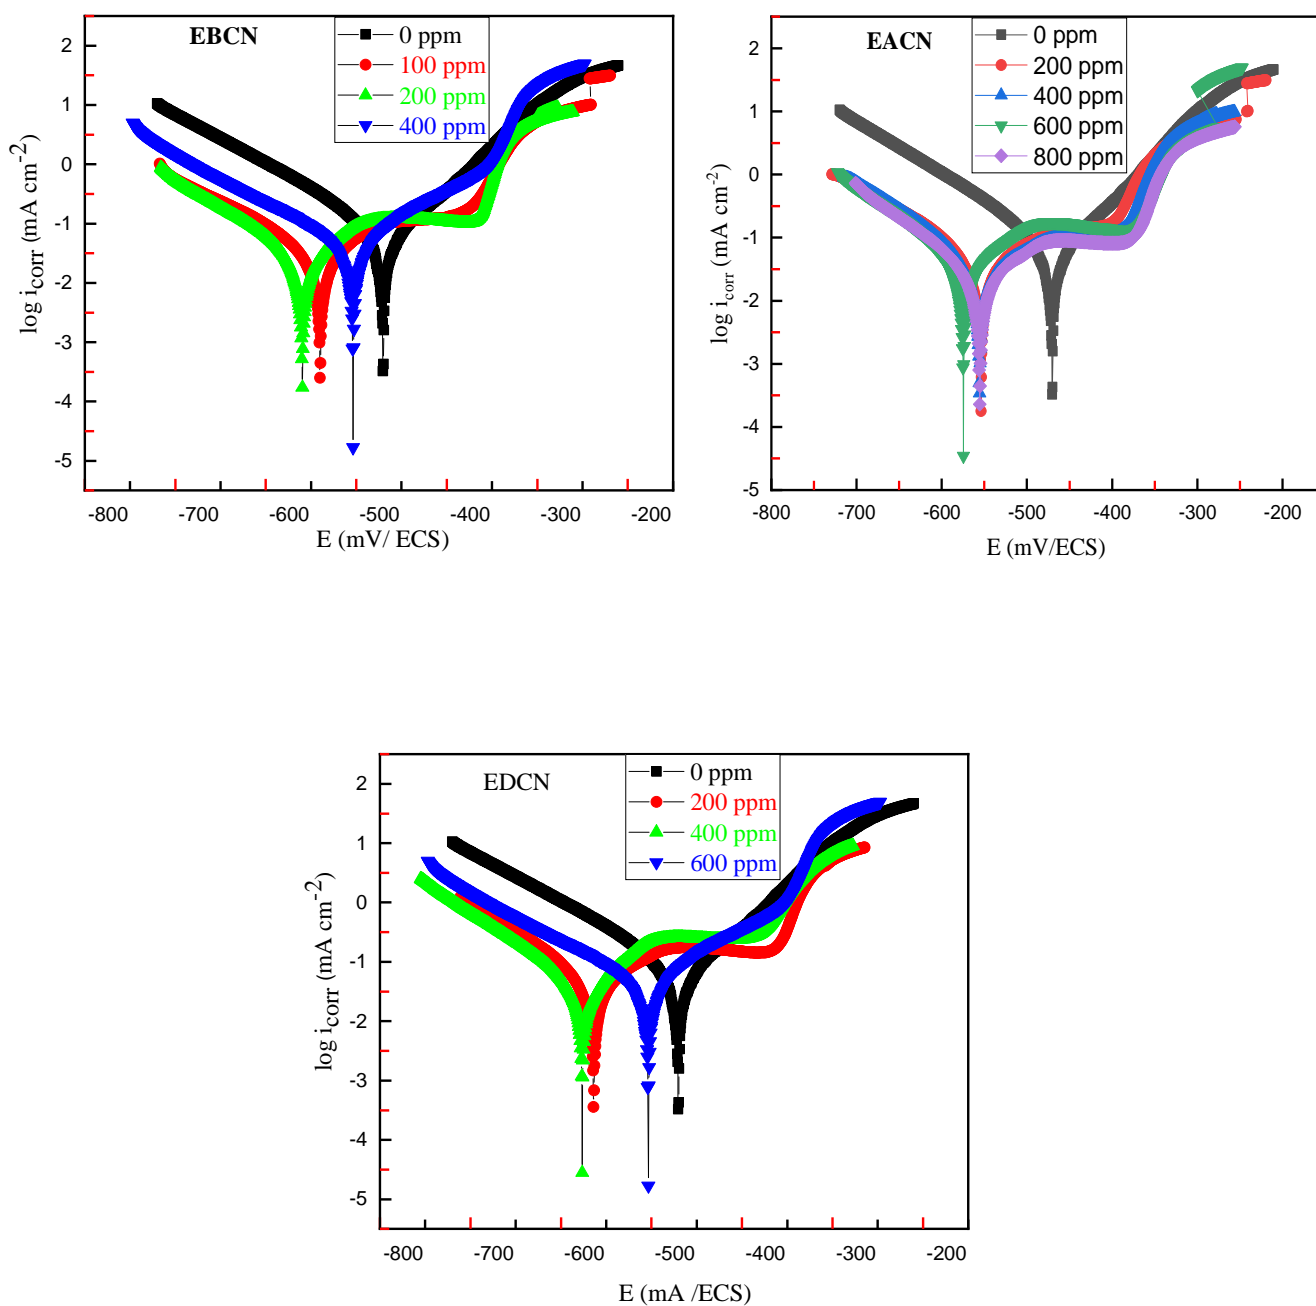 EBCN
0 ppm
100 ppm
200 ppm
400 ppm
2
1
0
-1
-2
-3
-4
-5
log i_corr (mA cm⁻²)
-800 -600 -500 -400 -200
E (mV/ ECS)
EACN
0 ppm
200 ppm
400 ppm
600 ppm
800 ppm
2
1
0
-1
-2
-3
-4
-5
log i_corr (mA cm⁻²)
-800 -700 -600 -500 -400 -300 -200
E (mV/ECS)
EDCN
0 ppm
200 ppm
400 ppm
600 ppm
2
1
0
-1
-2
-3
-4
-5
log i_corr (mA cm⁻²)
-800 -700 -600 -500 -400 -300 -200
E (mA /ECS)